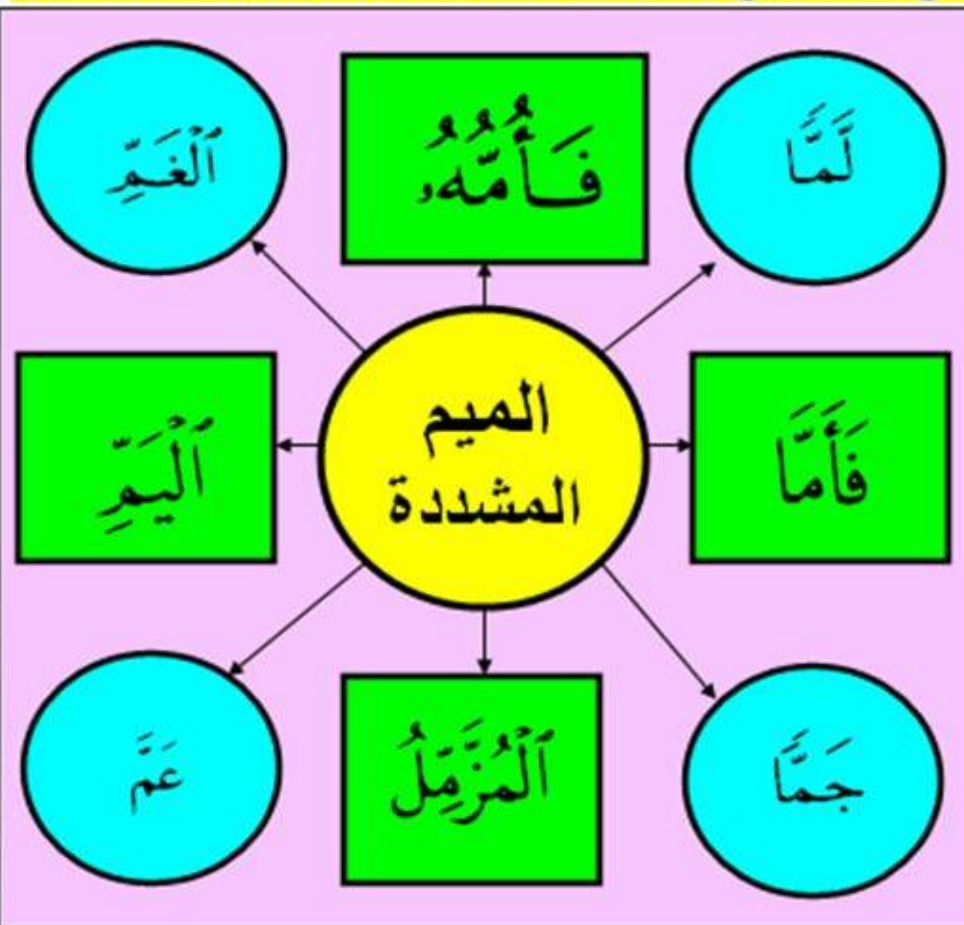 ٱلْغَمِّ
فَأُمُّهُۥ
لَّمَّا
الميم
المشددة
ٱلْيَمِّ
فَأَمَّا
عَمَّ
ٱلْمُزَّمِّلُ
جَمًّا